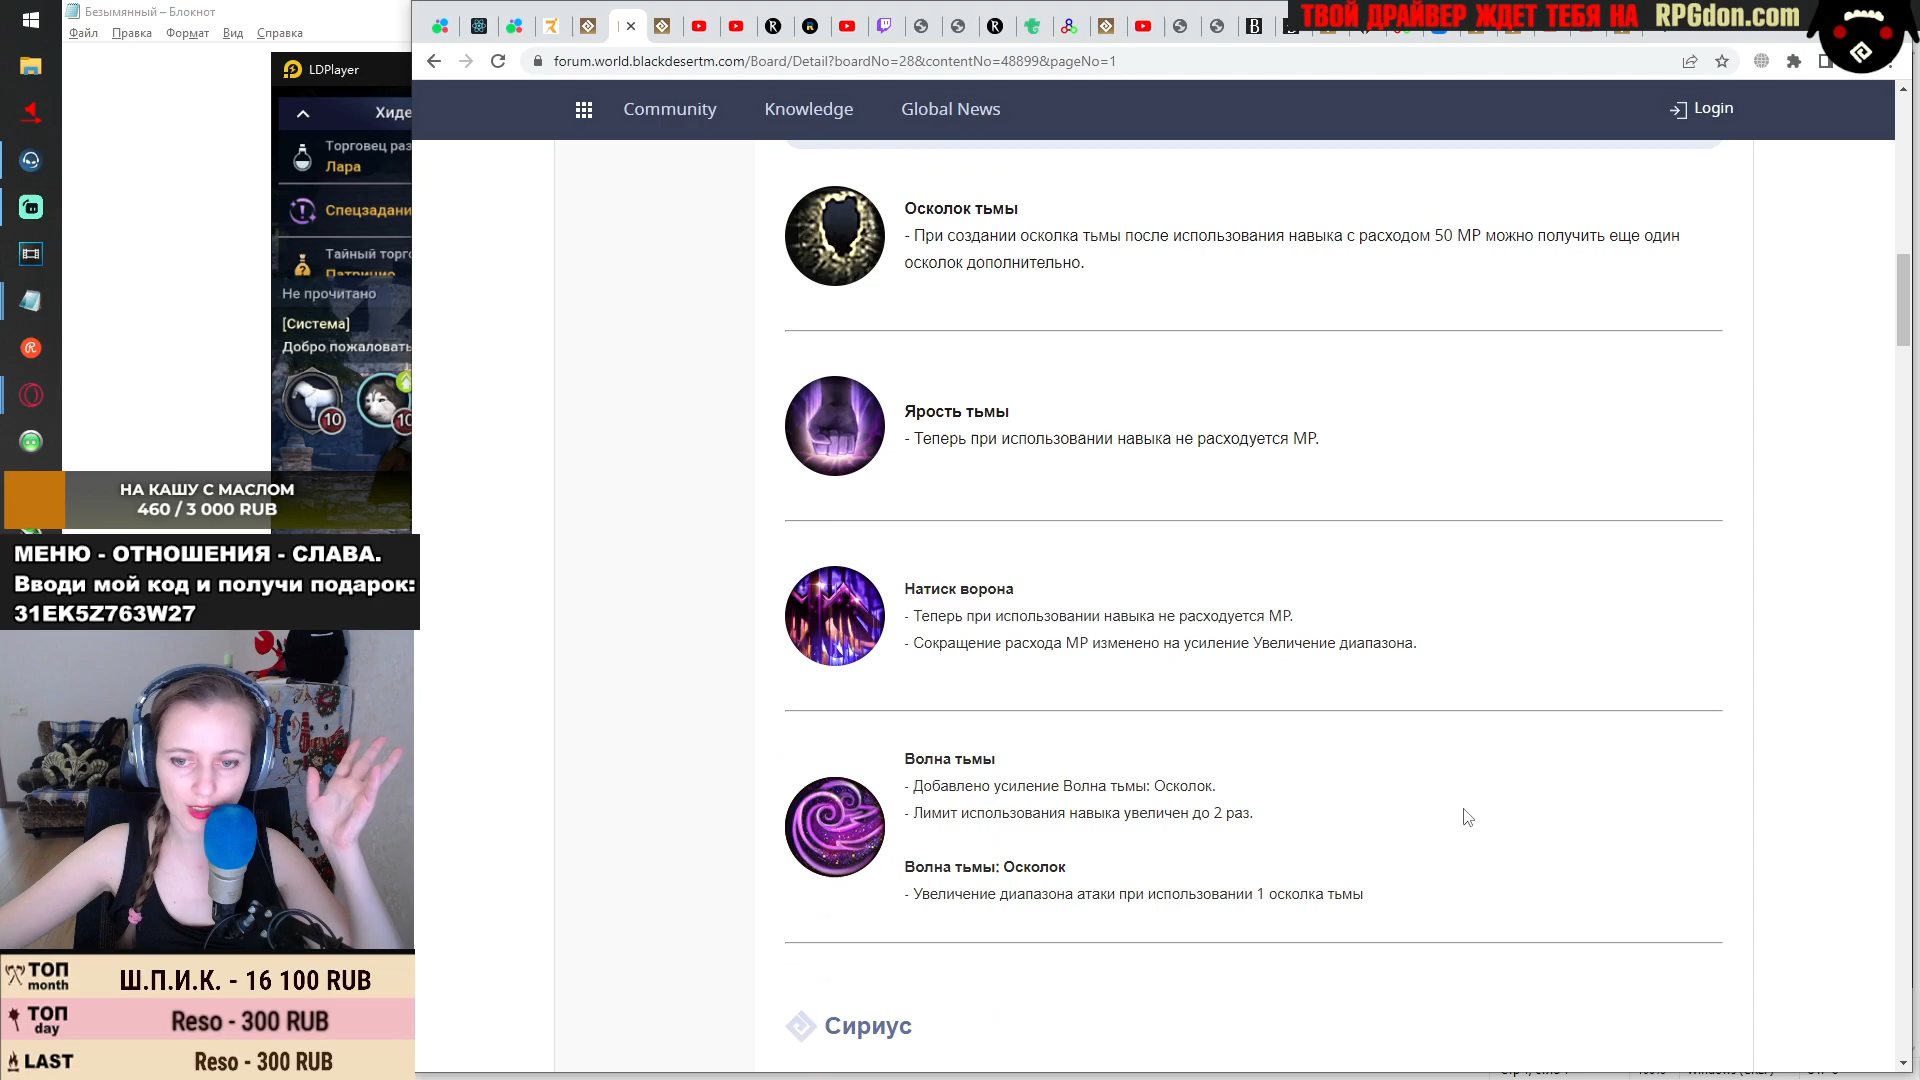 Безымянный – Блокнот
Файл Правка Формат Вид Справка
LDPlayer
Хиде
Торговец раз
Лара
Спецзадани
Тайный торго
Патрицио
Не прочитано
[Система]
Добро пожаловать
10
10
НА КАШУ С МАСЛОМ
460 / 3 000 RUB
МЕНЮ - ОТНОШЕНИЯ - СЛАВА.
Вводи мой код и получи подарок:
31EK5Z763W27
ТОП month Ш.П.И.К. - 16 100 RUB
ТОП day Reso - 300 RUB
LAST Reso - 300 RUB
ТВОЙ ДРАЙВЕР ЖДЕТ ТЕБЯ НА RPGdon.com
forum.world.blackdesertm.com/Board/Detail?boardNo=28&contentNo=48899&pageNo=1
Community Knowledge Global News Login
Осколок тьмы
- При создании осколка тьмы после использования навыка с расходом 50 MP можно получить еще один
осколок дополнительно.
Ярость тьмы
- Теперь при использовании навыка не расходуется MP.
Натиск ворона
- Теперь при использовании навыка не расходуется MP.
- Сокращение расхода MP изменено на усиление Увеличение диапазона.
Волна тьмы
- Добавлено усиление Волна тьмы: Осколок.
- Лимит использования навыка увеличен до 2 раз.
Волна тьмы: Осколок
- Увеличение диапазона атаки при использовании 1 осколка тьмы
Сириус